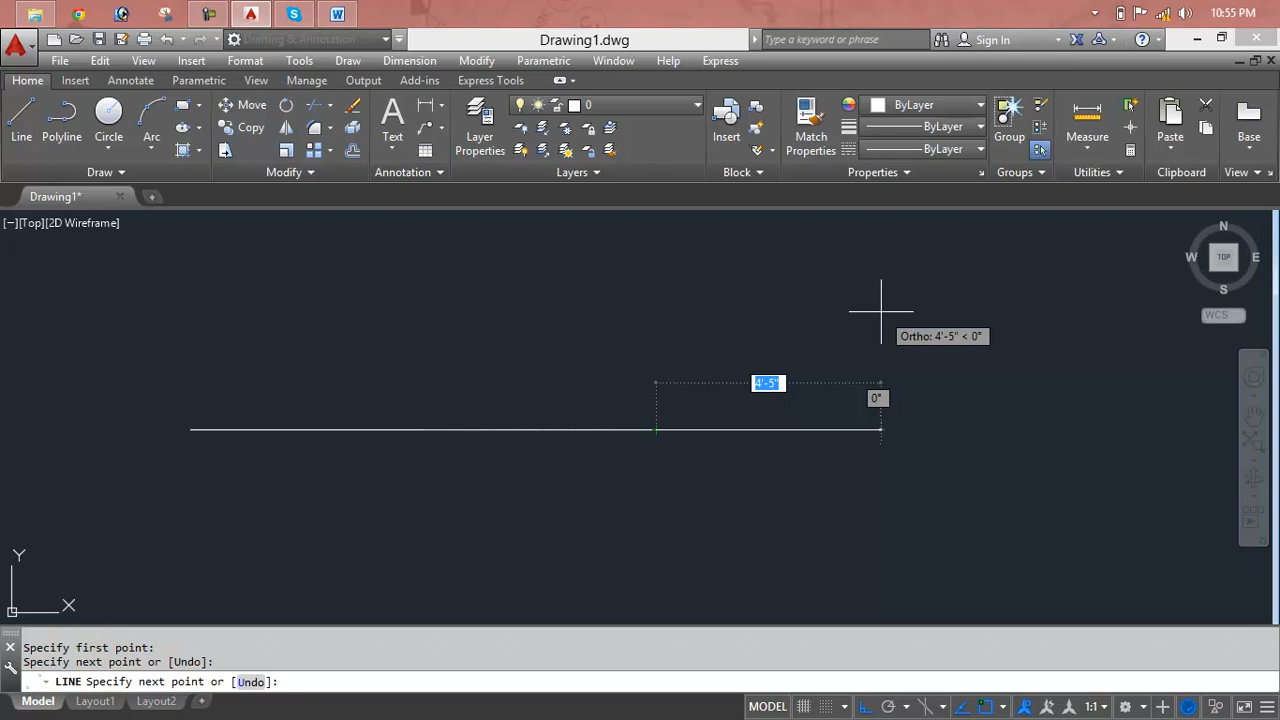 10:55 PM
Drafting & Annotation
Drawing1.dwg
Type a keyword or phrase
Sign In
File Edit View Insert Format Tools Draw Dimension Modify Parametric Window Help Express
Home Insert Annotate Parametric View Manage Output Add-ins Express Tools
Line Polyline Circle Arc
Move
Copy
Text
Layer Properties
0
Insert
Match Properties
ByLayer
ByLayer
ByLayer
Group
Measure
Paste
Base
Draw Modify Annotation Layers Block Properties Groups Utilities Clipboard View
Drawing1*
[−][Top][2D Wireframe]
N
W TOP E
S
WCS
Ortho: 4'-5" < 0°
4'-5"
0°
Y
X
Specify first point:
Specify next point or [Undo]:
LINE Specify next point or [Undo]:
Model Layout1 Layout2
MODEL
1:1